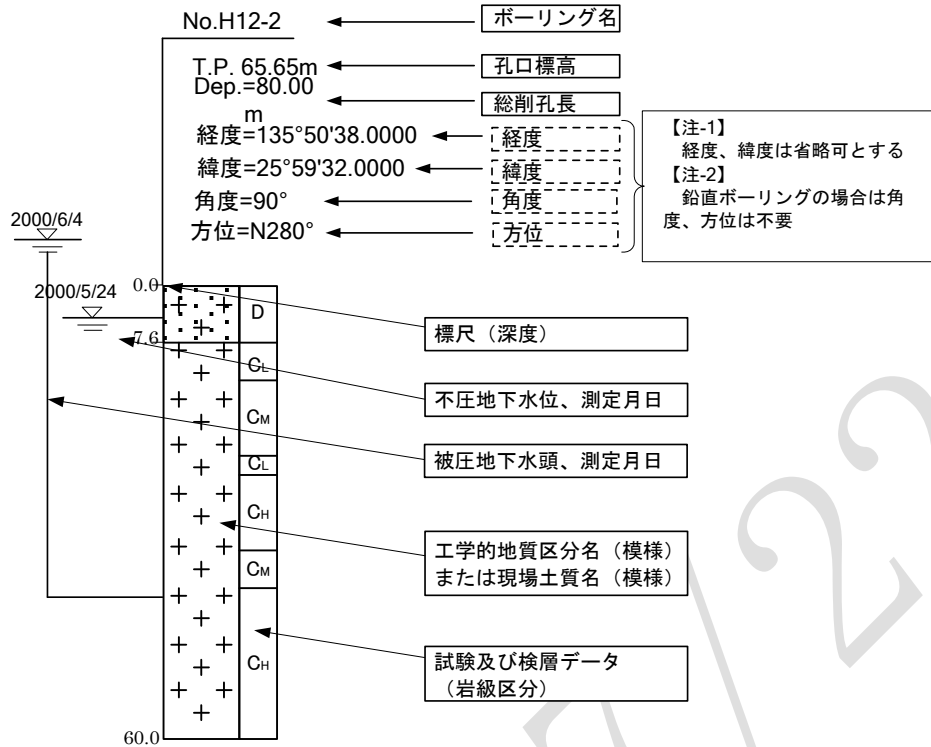 No.H12-2
ボーリング名
T.P. 65.65m
孔口標高
Dep.=80.00
m
総削孔長
経度=135°50'38.0000
経度
緯度=25°59'32.0000
緯度
角度=90°
角度
方位=N280°
方位
【注-1】
経度、緯度は省略可とする
【注-2】
鉛直ボーリングの場合は角
度、方位は不要
2000/6/4
2000/5/24
0.0
7.6
60.0
D
CL
CM
CL
CH
CM
CH
標尺（深度）
不圧地下水位、測定月日
被圧地下水頭、測定月日
工学的地質区分名（模様）
または現場土質名（模様）
試験及び検層データ
（岩級区分）